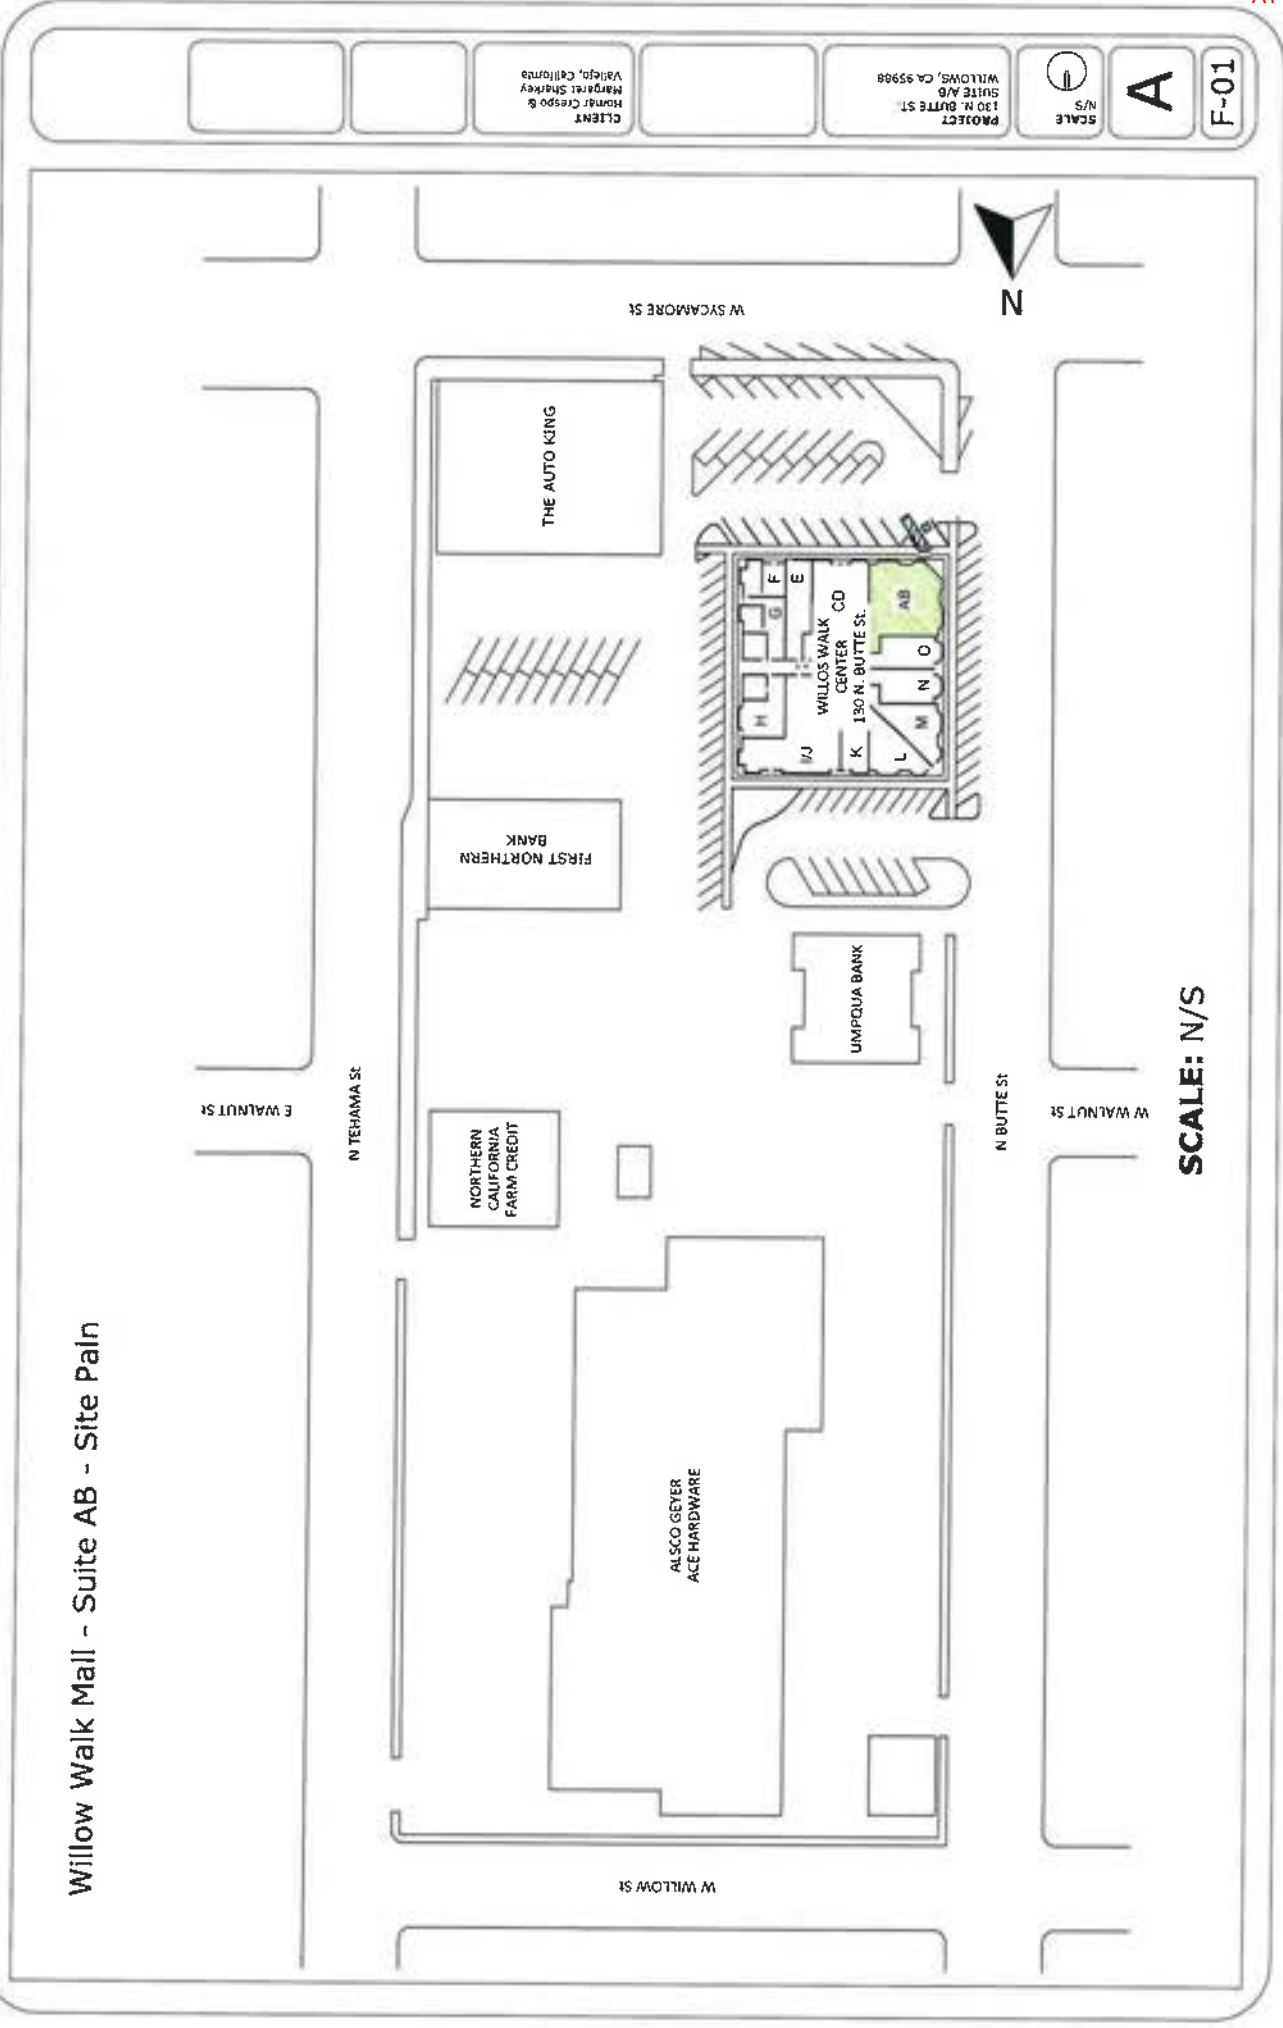 Willow Walk Mall - Suite AB - Site Paln
E WALNUT St
N TEHAMA St
W SYCAMORE St
THE AUTO KING
FIRST NORTHERN
BANK
NORTHERN
CALIFORNIA
FARM CREDIT
ALSCO GEYER
ACE HARDWARE
UMPQUA BANK
WILLOS WALK
CENTER
130 N. BUTTE St.
CD
AB
E
F
G
H
I/J
K
L
M
N
O
W WILLOW St
N BUTTE St
W WALNUT St
N
SCALE: N/S
CLIENT
Homar Crespo &
Margaret Sharkey
Vallejo, California
PROJECT
130 N. BUTTE ST.
SUITE A/B
WILLOWS, CA 95988
SCALE
N/S
A
F-01